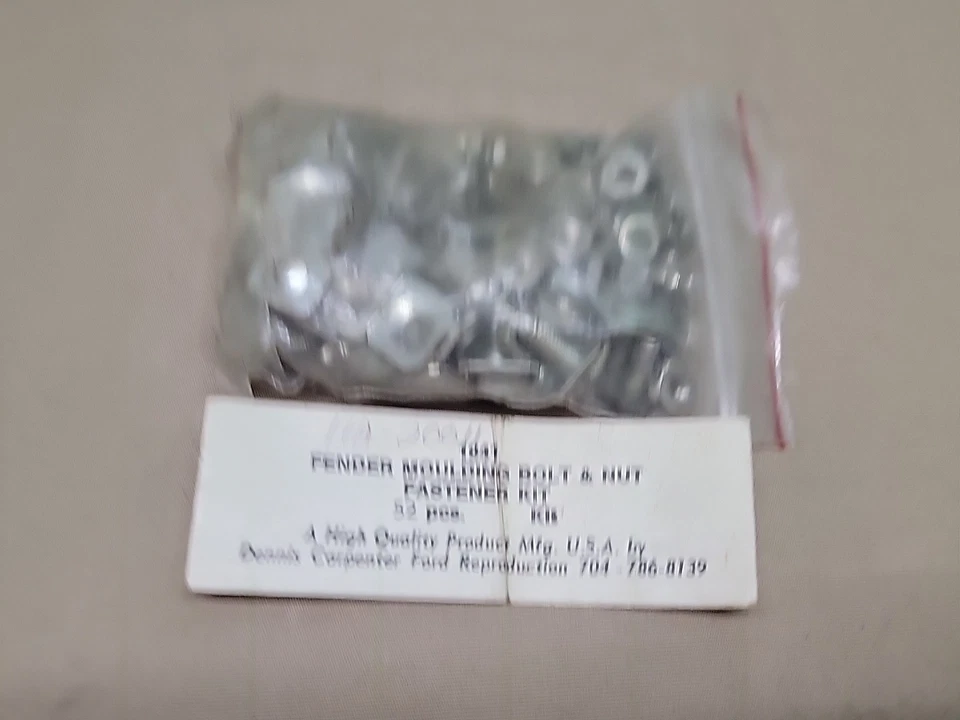 1941
FENDER MOULDING BOLT & NUT
FASTENER KIT
52 pcs. Kit
A High Quality Product Mfg. U.S.A. by
Dennis Carpenter Ford Reproduction 704-786-8139